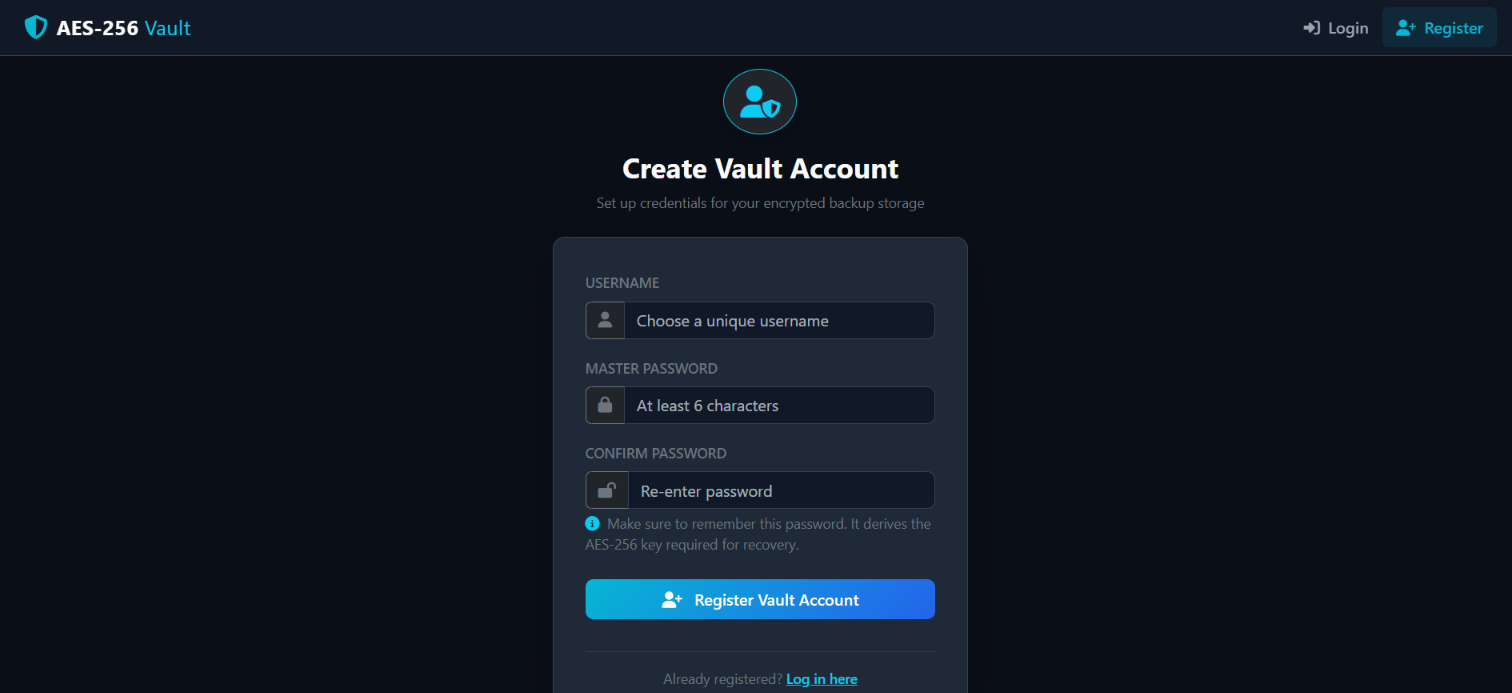 AES-256 Vault
Login
Register
Create Vault Account
Set up credentials for your encrypted backup storage
USERNAME
Choose a unique username
MASTER PASSWORD
At least 6 characters
CONFIRM PASSWORD
Re-enter password
Make sure to remember this password. It derives the
AES-256 key required for recovery.
Register Vault Account
Already registered? Log in here